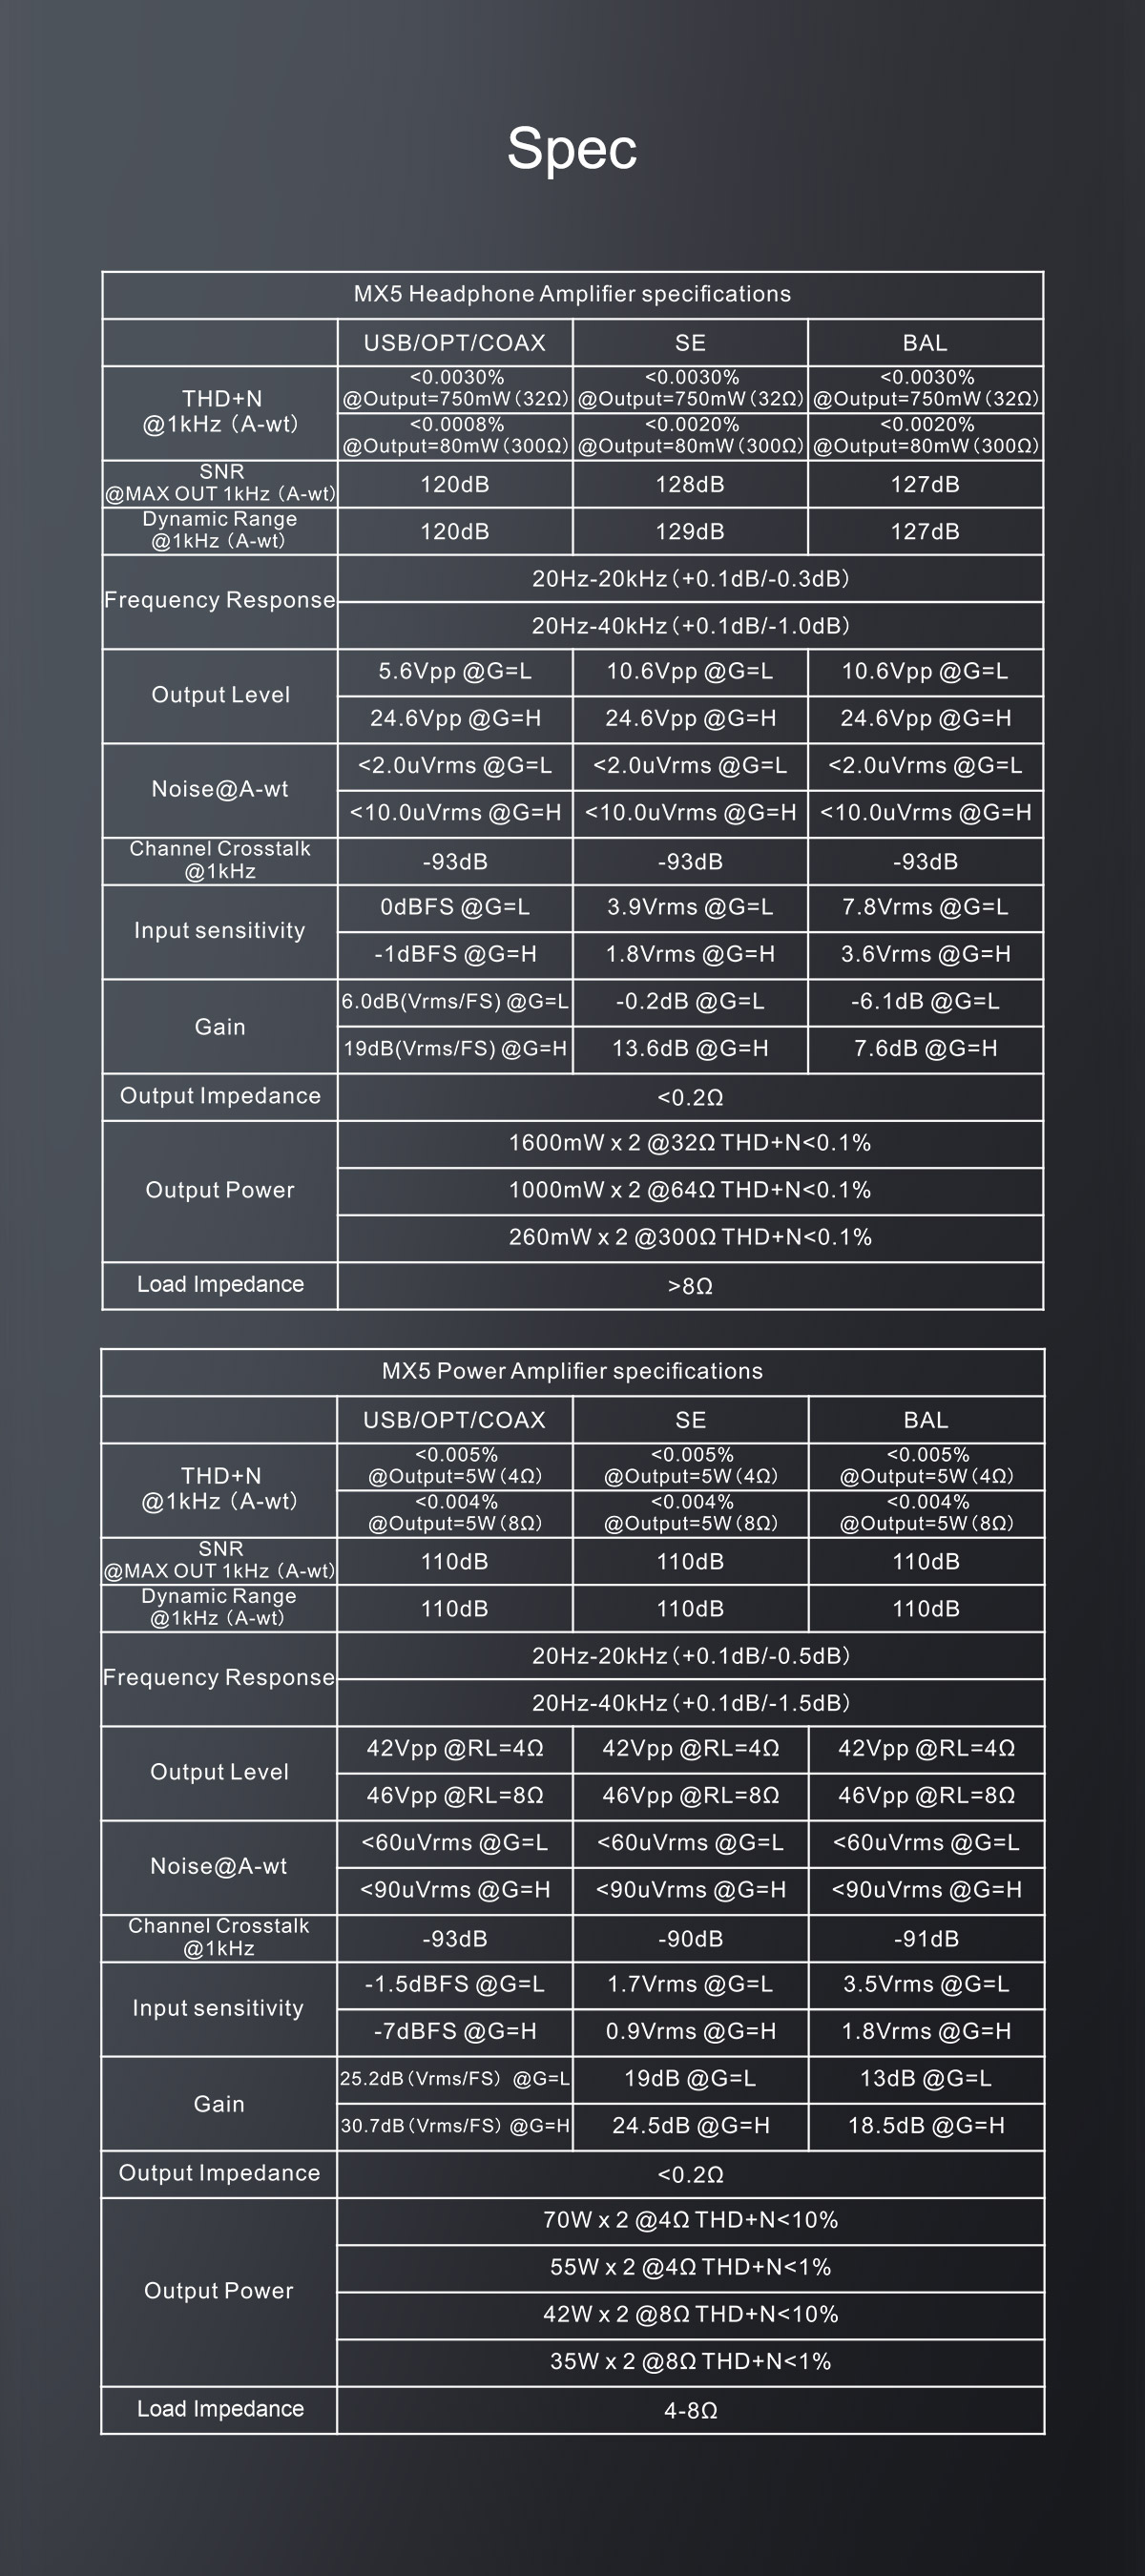 Spec
MX5 Headphone Amplifier specifications
USB/OPT/COAX SE BAL
THD+N
@1kHz (A-wt)
<0.0030% <0.0030% <0.0030%
@Output=750mW(32Ω) @Output=750mW(32Ω) @Output=750mW(32Ω)
<0.0008% <0.0020% <0.0020%
@Output=80mW(300Ω) @Output=80mW(300Ω) @Output=80mW(300Ω)
SNR
@MAX OUT 1kHz (A-wt) 120dB 128dB 127dB
Dynamic Range
@1kHz (A-wt) 120dB 129dB 127dB
Frequency Response
20Hz-20kHz(+0.1dB/-0.3dB)
20Hz-40kHz(+0.1dB/-1.0dB)
Output Level
5.6Vpp @G=L 10.6Vpp @G=L 10.6Vpp @G=L
24.6Vpp @G=H 24.6Vpp @G=H 24.6Vpp @G=H
Noise@A-wt
<2.0uVrms @G=L <2.0uVrms @G=L <2.0uVrms @G=L
<10.0uVrms @G=H <10.0uVrms @G=H <10.0uVrms @G=H
Channel Crosstalk
@1kHz -93dB -93dB -93dB
Input sensitivity
0dBFS @G=L 3.9Vrms @G=L 7.8Vrms @G=L
-1dBFS @G=H 1.8Vrms @G=H 3.6Vrms @G=H
Gain
6.0dB(Vrms/FS) @G=L -0.2dB @G=L -6.1dB @G=L
19dB(Vrms/FS) @G=H 13.6dB @G=H 7.6dB @G=H
Output Impedance <0.2Ω
Output Power
1600mW x 2 @32Ω THD+N<0.1%
1000mW x 2 @64Ω THD+N<0.1%
260mW x 2 @300Ω THD+N<0.1%
Load Impedance >8Ω
MX5 Power Amplifier specifications
USB/OPT/COAX SE BAL
THD+N
@1kHz (A-wt)
<0.005% <0.005% <0.005%
@Output=5W(4Ω) @Output=5W(4Ω) @Output=5W(4Ω)
<0.004% <0.004% <0.004%
@Output=5W(8Ω) @Output=5W(8Ω) @Output=5W(8Ω)
SNR
@MAX OUT 1kHz (A-wt) 110dB 110dB 110dB
Dynamic Range
@1kHz (A-wt) 110dB 110dB 110dB
Frequency Response
20Hz-20kHz(+0.1dB/-0.5dB)
20Hz-40kHz(+0.1dB/-1.5dB)
Output Level
42Vpp @RL=4Ω 42Vpp @RL=4Ω 42Vpp @RL=4Ω
46Vpp @RL=8Ω 46Vpp @RL=8Ω 46Vpp @RL=8Ω
Noise@A-wt
<60uVrms @G=L <60uVrms @G=L <60uVrms @G=L
<90uVrms @G=H <90uVrms @G=H <90uVrms @G=H
Channel Crosstalk
@1kHz -93dB -90dB -91dB
Input sensitivity
-1.5dBFS @G=L 1.7Vrms @G=L 3.5Vrms @G=L
-7dBFS @G=H 0.9Vrms @G=H 1.8Vrms @G=H
Gain
25.2dB(Vrms/FS) @G=L 19dB @G=L 13dB @G=L
30.7dB(Vrms/FS) @G=H 24.5dB @G=H 18.5dB @G=H
Output Impedance <0.2Ω
Output Power
70W x 2 @4Ω THD+N<10%
55W x 2 @4Ω THD+N<1%
42W x 2 @8Ω THD+N<10%
35W x 2 @8Ω THD+N<1%
Load Impedance 4-8Ω